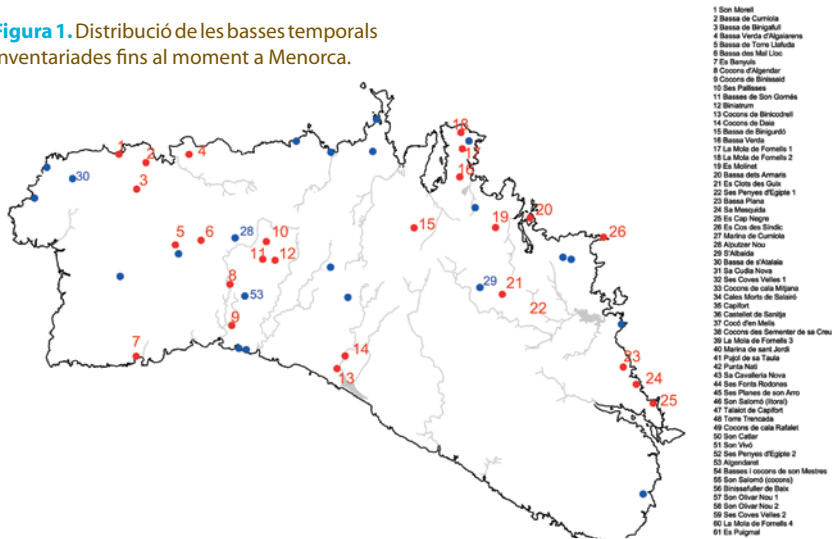 Figura 1. Distribució de les basses temporals
inventariades fins al moment a Menorca.
1 Son Morell
2 Bassa de Curniola
3 Bassa de Binigafull
4 Bassa Verda d'Algaiarens
5 Bassa de Torre Llafuda
6 Bassa des Mal Lloc
7 Es Banyuls
8 Cocons d'Algendar
9 Cocons de Binissaid
10 Ses Pallisses
11 Basses de Son Gornés
12 Biniatrum
13 Cocons de Binicodrell
14 Cocons de Daia
15 Bassa de Binigurdó
16 Bassa Verda
17 La Mola de Fornells 1
18 La Mola de Fornells 2
19 Es Molinet
20 Bassa dets Armaris
21 Es Clots des Guix
22 Ses Penyes d'Egipte 1
23 Bassa Plana
24 Sa Mesquida
25 Es Cap Negre
26 Es Cos des Síndic
27 Marina de Curniola
28 Alputzer Nou
29 S'Albaida
30 Bassa de s'Atalaia
31 Sa Cudia Nova
32 Ses Coves Velles 1
33 Cocons de cala Mitjana
34 Cales Morts de Salairó
35 Capifort
36 Castellet de Sanitja
37 Cocó d'en Melis
38 Cocons des Sementer de sa Creu
39 La Mola de Fornells 3
40 Marina de sant Jordi
41 Pujol de sa Taula
42 Punta Nati
43 Sa Cavalleria Nova
44 Ses Fonts Rodones
45 Ses Planes de son Arro
46 Son Salomó (litoral)
47 Talaiot de Capifort
48 Torre Trencada
49 Cocons de cala Rafalet
50 Son Catlar
51 Son Vivó
52 Ses Penyes d'Egipte 2
53 Algendaret
54 Basses i cocons de son Mestres
55 Son Salomó (cocons)
56 Binissafuller de Baix
57 Son Olivar Nou 1
58 Son Olivar Nou 2
59 Ses Coves Velles 2
60 La Mola de Fornells 4
61 Es Puigmal
18
1
2
4
17
30
16
3
20
15
19
26
5
6
28
10
11
12
8
29
21
53
22
9
7
14
13
23
24
25